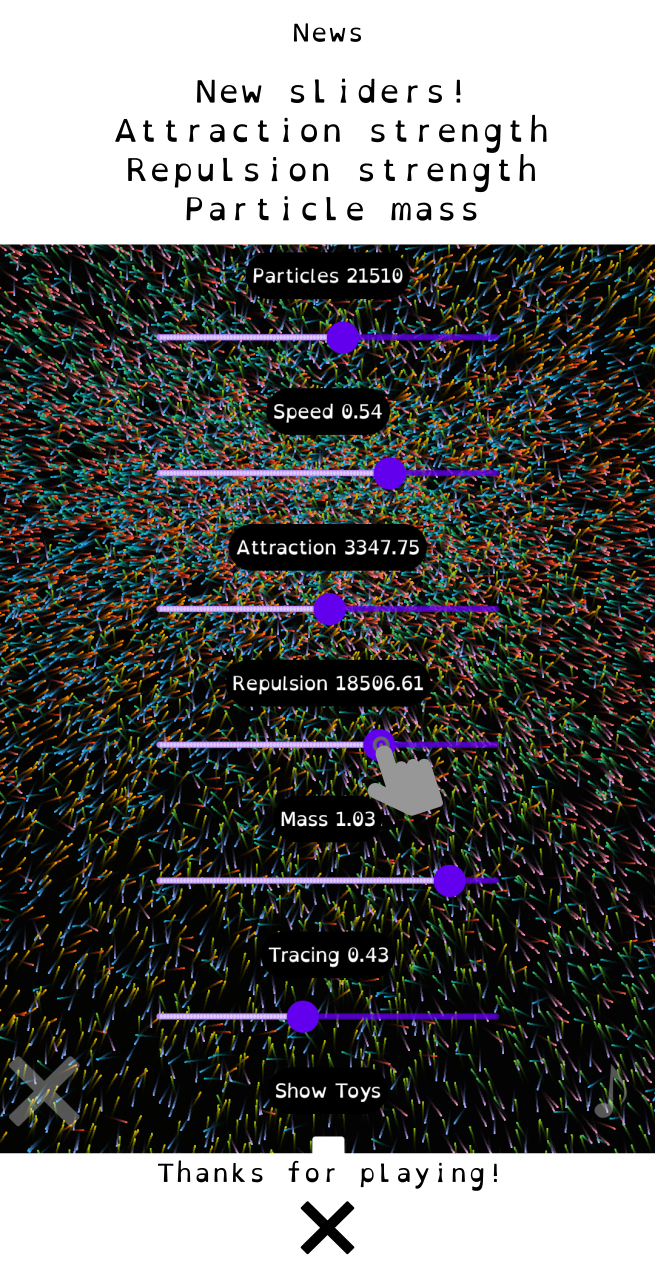 News
New sliders!
Attraction strength
Repulsion strength
Particle mass
Particles 21510
Speed 0.54
Attraction 3347.75
Repulsion 18506.61
Mass 1.03
Tracing 0.43
Show Toys
Thanks for playing!